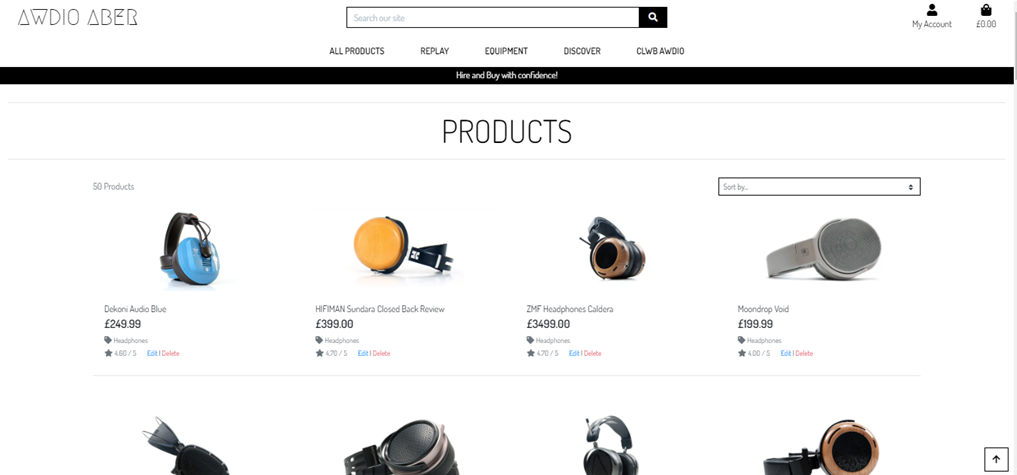 AWDIO ABER
Search our site
My Account
£0.00
ALL PRODUCTS REPLAY EQUIPMENT DISCOVER CLWB AWDIO
Hire and Buy with confidence!
PRODUCTS
50 Products
Sort by...
Dekoni Audio Blue
£249.99
Headphones
4.60 / 5 Edit | Delete
HIFIMAN Sundara Closed Back Review
£399.00
Headphones
4.70 / 5 Edit | Delete
ZMF Headphones Caldera
£3499.00
Headphones
4.70 / 5 Edit | Delete
Moondrop Void
£199.99
Headphones
4.00 / 5 Edit | Delete